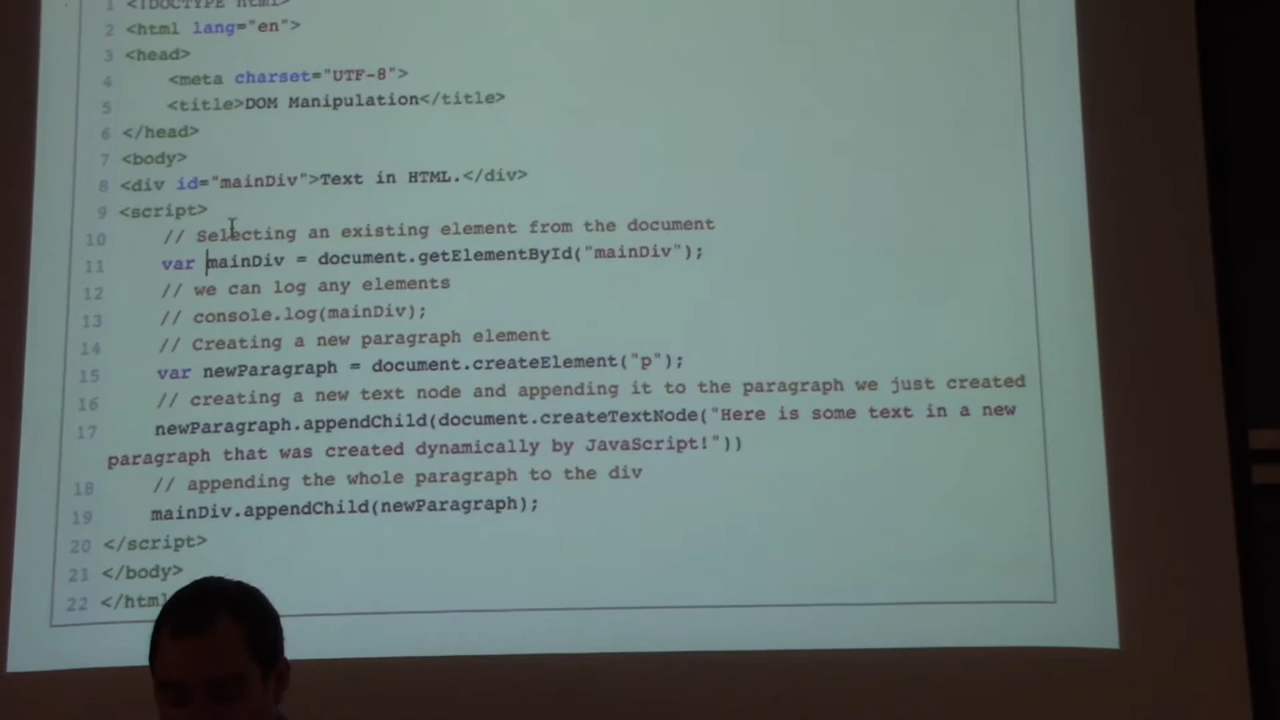 1 <!DOCTYPE html>
2 <html lang="en">
3 <head>
4 <meta charset="UTF-8">
5 <title>DOM Manipulation</title>
6 </head>
7 <body>
8 <div id="mainDiv">Text in HTML.</div>
9 <script>
10 // Selecting an existing element from the document
11 var mainDiv = document.getElementById("mainDiv");
12 // we can log any elements
13 // console.log(mainDiv);
14 // Creating a new paragraph element
15 var newParagraph = document.createElement("p");
16 // creating a new text node and appending it to the paragraph we just created
17 newParagraph.appendChild(document.createTextNode("Here is some text in a new
paragraph that was created dynamically by JavaScript!"))
18 // appending the whole paragraph to the div
19 mainDiv.appendChild(newParagraph);
20 </script>
21 </body>
22 </html